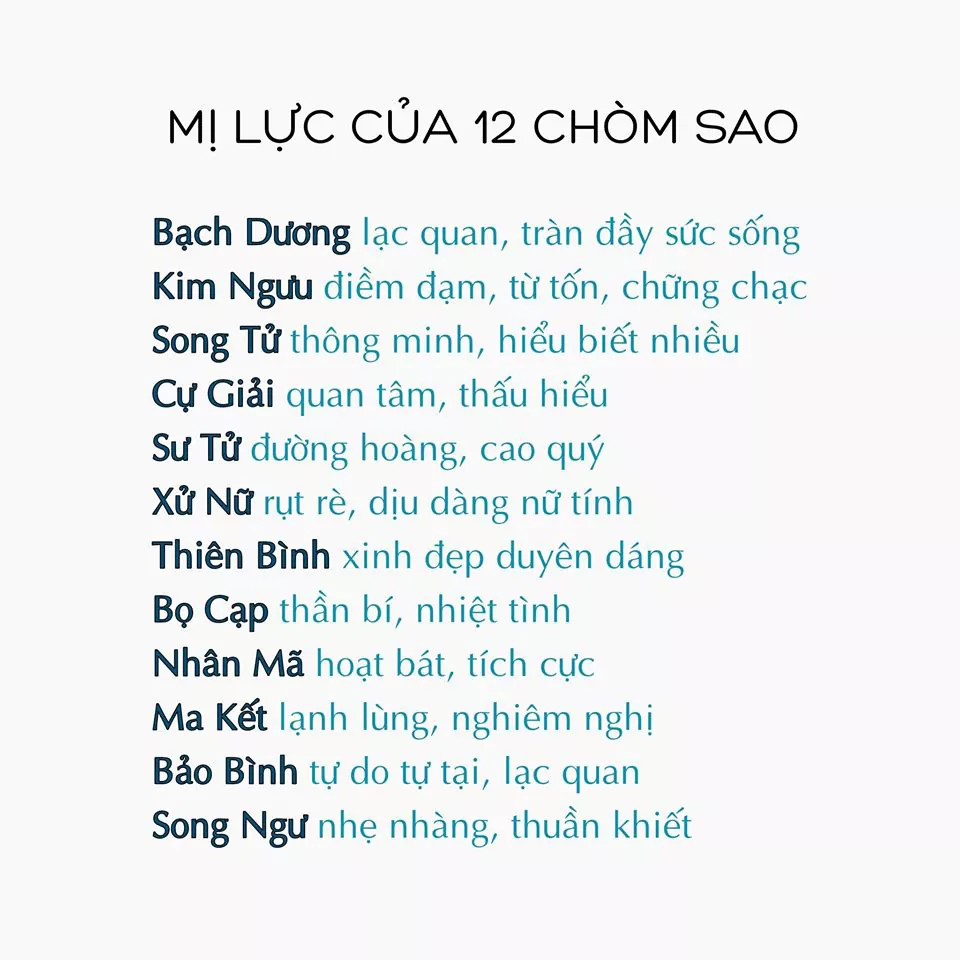 MỊ LỰC CỦA 12 CHÒM SAO
Bạch Dương lạc quan, tràn đầy sức sống
Kim Ngưu điềm đạm, từ tốn, chững chạc
Song Tử thông minh, hiểu biết nhiều
Cự Giải quan tâm, thấu hiểu
Sư Tử đường hoàng, cao quý
Xử Nữ rụt rè, dịu dàng nữ tính
Thiên Bình xinh đẹp duyên dáng
Bọ Cạp thần bí, nhiệt tình
Nhân Mã hoạt bát, tích cực
Ma Kết lạnh lùng, nghiêm nghị
Bảo Bình tự do tự tại, lạc quan
Song Ngư nhẹ nhàng, thuần khiết